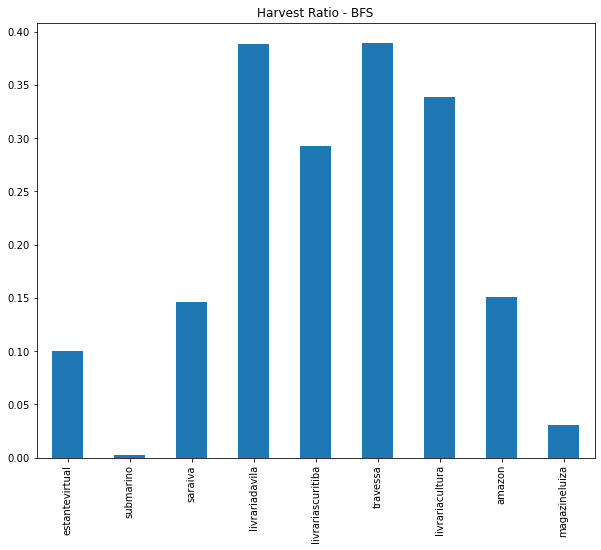 Harvest Ratio - BFS
0.40
0.35
0.30
0.25
0.20
0.15
0.10
0.05
0.00
estantevirtual
submarino
saraiva
livrariadavila
livrariascuritiba
travessa
livrariacultura
amazon
magazineluiza